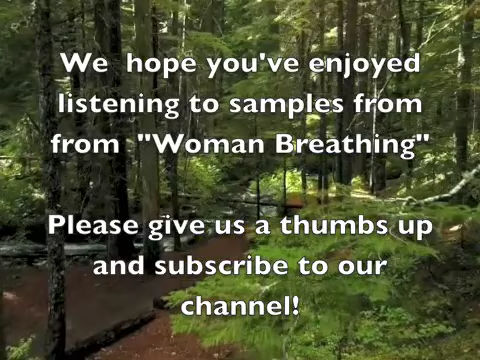 We  hope you've enjoyed
listening to samples from
from  "Woman Breathing"
Please give us a thumbs up
and subscribe to our
channel!